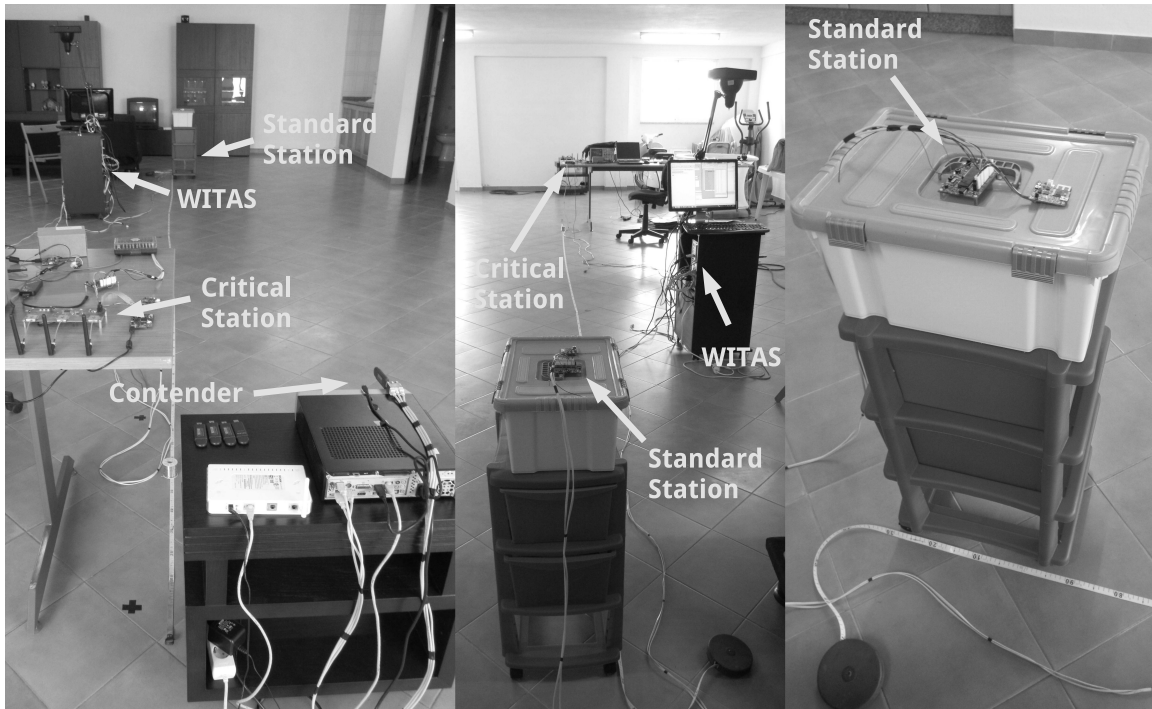 Standard
Station
WITAS
Critical
Station
Contender
Critical
Station
WITAS
Standard
Station
Standard
Station